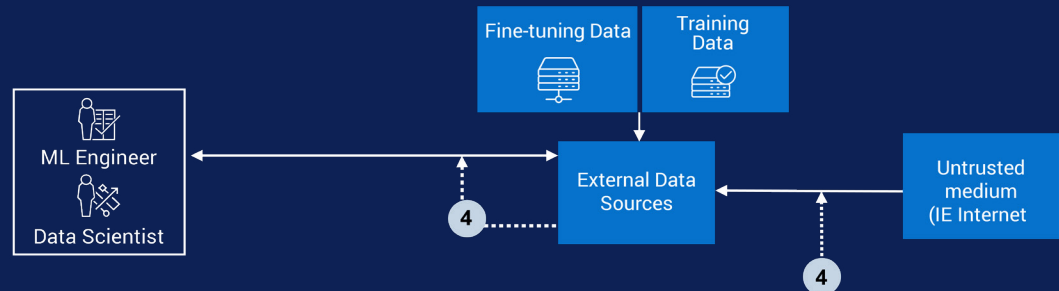 Fine-tuning Data
Training
Data
ML Engineer
Data Scientist
External Data
Sources
Untrusted
medium
(IE Internet
4
4